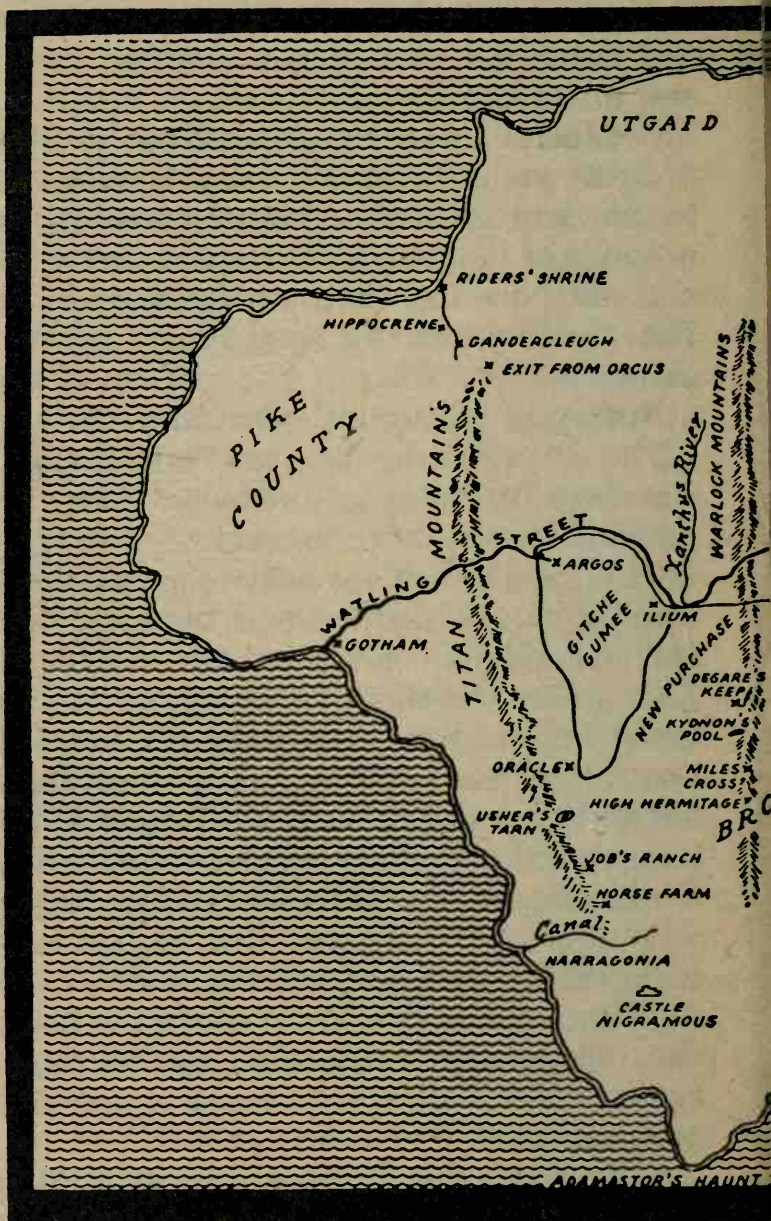 UTGAID
RIDERS' SHRINE
HIPPOCRENE
GANDERCLEUGH
EXIT FROM ORCUS
PIKE
COUNTY
TITAN MOUNTAINS
WARLOCK MOUNTAINS
Xanthus River
WATLING STREET
ARGOS
GITCHE
GUMEE
ILIUM
GOTHAM
NEW PURCHASE
DEGARE'S
KEEP
KYDNON'S
POOL
ORACLE
MILES
CROSS
HIGH HERMITAGE
BRO
USHER'S
TARN
JOB'S RANCH
HORSE FARM
Canal
NARRAGONIA
CASTLE
NIGRAMOUS
ADAMASTOR'S HAUNT